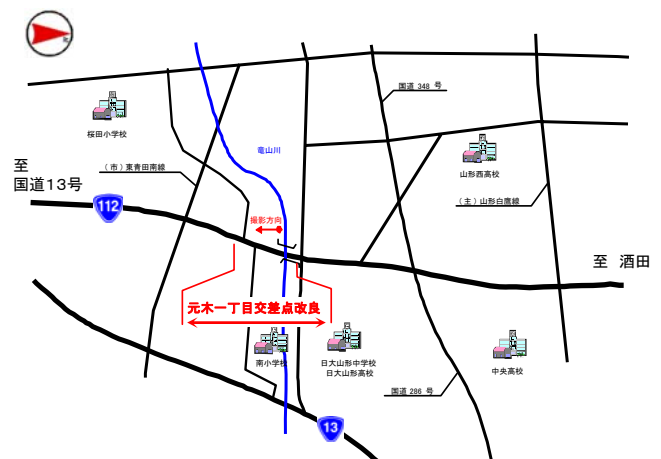 国道 348 号
桜田小学校
竜山川
至
国道13号
（市）東青田南線
山形西高校
（主）山形白鷹線
112
撮影方向
至 酒田
元木一丁目交差点改良
南小学校
日大山形中学校
日大山形高校
中央高校
国道 286 号
13